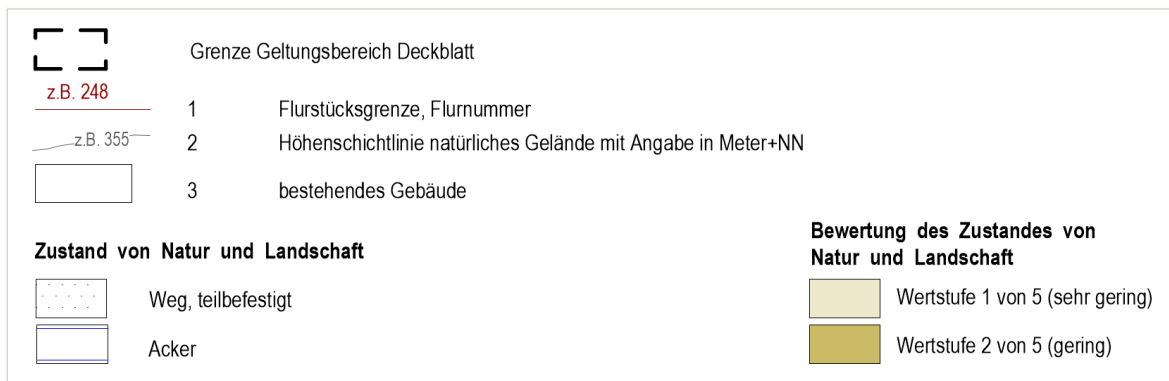 Grenze Geltungsbereich Deckblatt
z.B. 248
1 Flurstücksgrenze, Flurnummer
z.B. 355 2 Höhenschichtlinie natürliches Gelände mit Angabe in Meter+NN
3 bestehendes Gebäude
Zustand von Natur und Landschaft
Weg, teilbefestigt
Acker
Bewertung des Zustandes von
Natur und Landschaft
Wertstufe 1 von 5 (sehr gering)
Wertstufe 2 von 5 (gering)